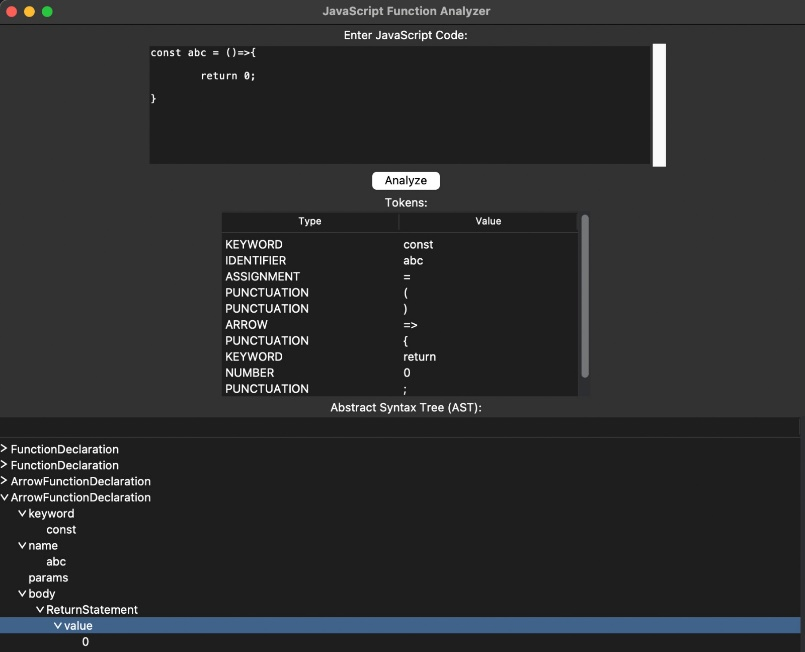 JavaScript Function Analyzer
Enter JavaScript Code:
const abc = ()=>{
return 0;
}
Analyze
Tokens:
Type Value
KEYWORD const
IDENTIFIER abc
ASSIGNMENT =
PUNCTUATION (
PUNCTUATION )
ARROW =>
PUNCTUATION {
KEYWORD return
NUMBER 0
PUNCTUATION ;
Abstract Syntax Tree (AST):
FunctionDeclaration
FunctionDeclaration
ArrowFunctionDeclaration
ArrowFunctionDeclaration
keyword
const
name
abc
params
body
ReturnStatement
value
0